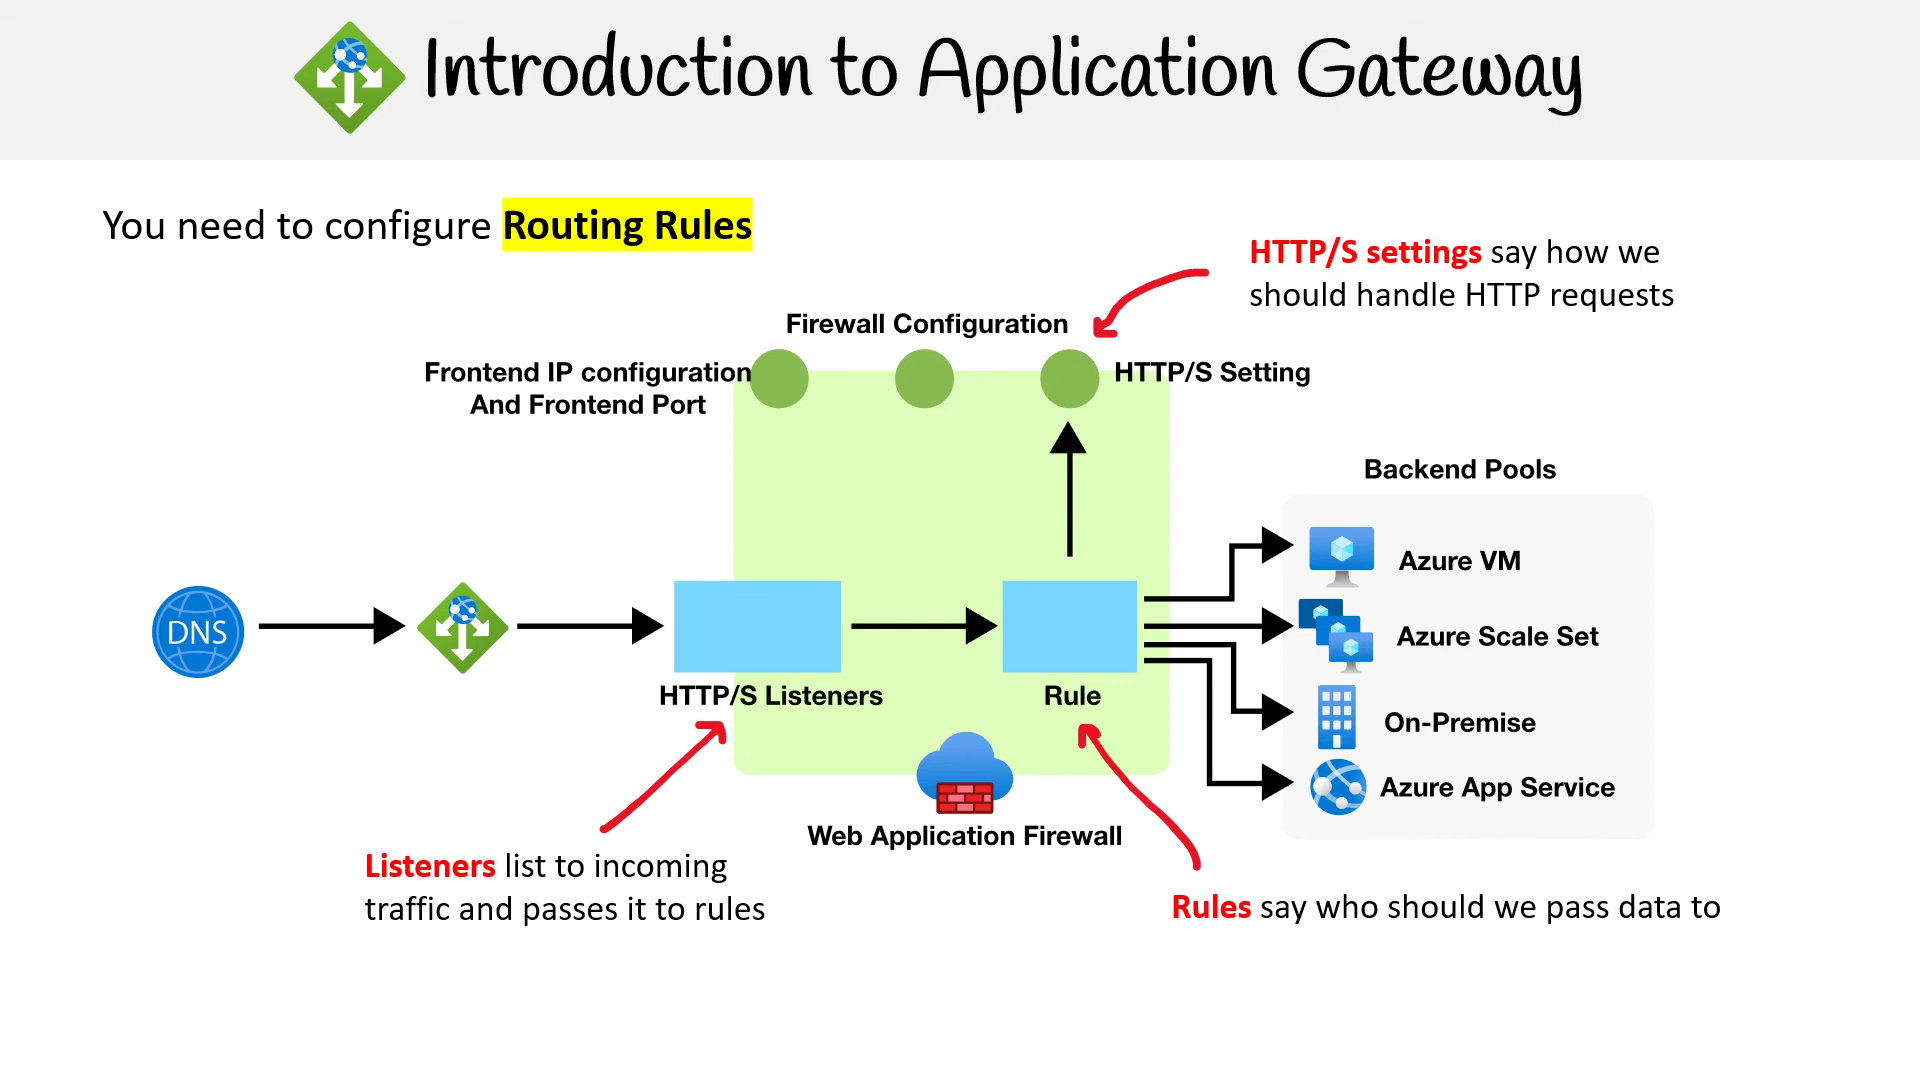 Introduction to Application Gateway
You need to configure Routing Rules
HTTP/S settings say how we
should handle HTTP requests
Firewall Configuration
Frontend IP configuration
And Frontend Port
HTTP/S Setting
Backend Pools
Azure VM
Azure Scale Set
On-Premise
Azure App Service
DNS
HTTP/S Listeners
Rule
Web Application Firewall
Listeners list to incoming
traffic and passes it to rules
Rules say who should we pass data to